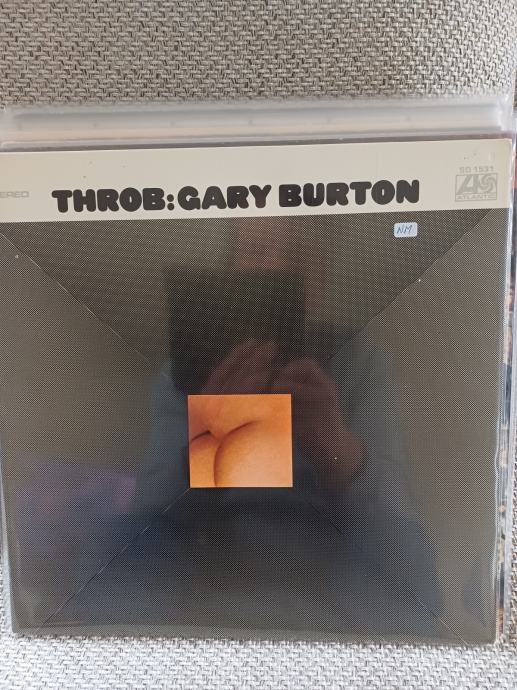 EREO
THROB: GARY BURTON
SD 1531
ATLANTIC
NM